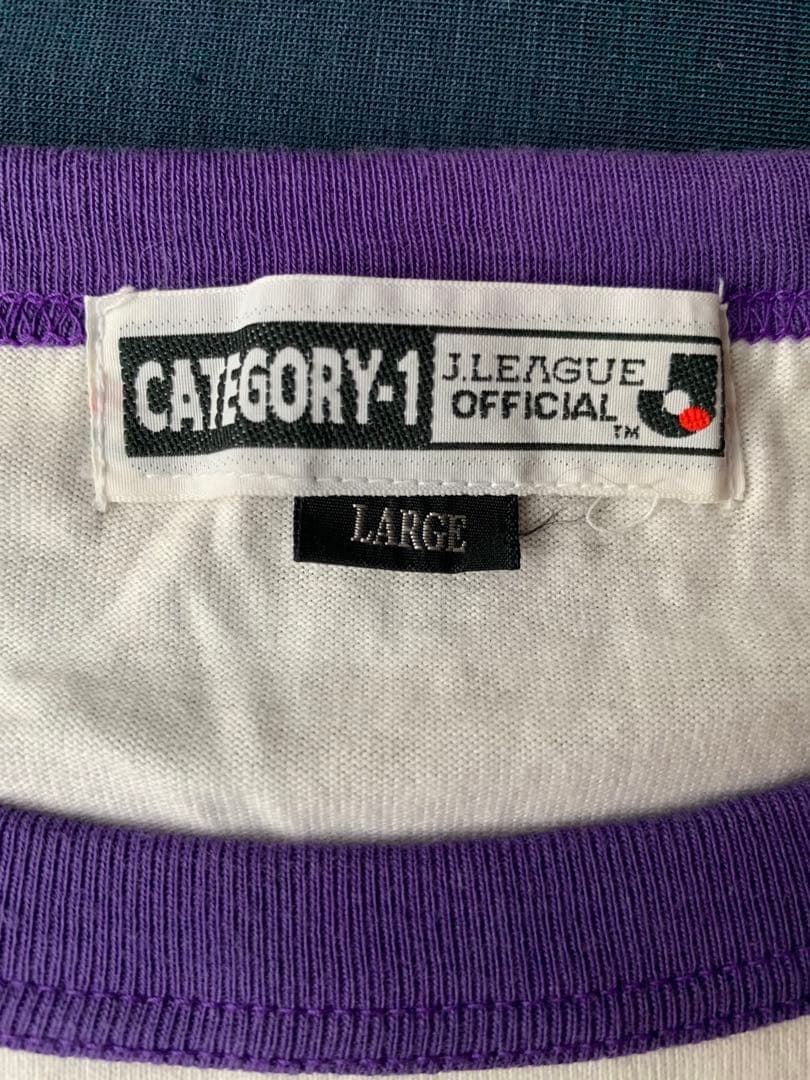 CATEGORY-1
J.LEAGUE
OFFICIAL
TM
LARGE